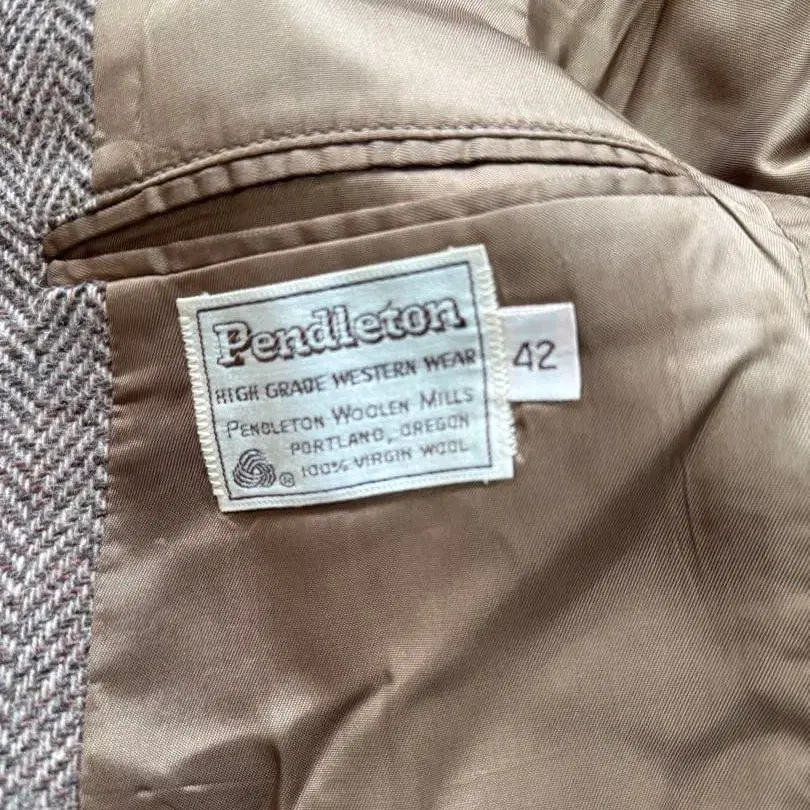 Pendleton
HIGH GRADE WESTERN WEAR
PENDLETON WOOLEN MILLS
PORTLAND, OREGON
® 100% VIRGIN WOOL
42